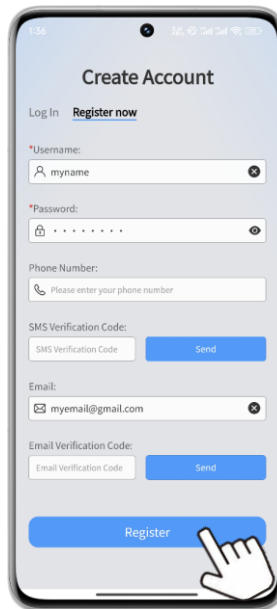 1:36
Create Account
Log In Register now
*Username:
myname
*Password:
Phone Number:
Please enter your phone number
SMS Verification Code:
SMS Verification Code Send
Email:
myemail@gmail.com
Email Verification Code:
Email Verification Code Send
Register